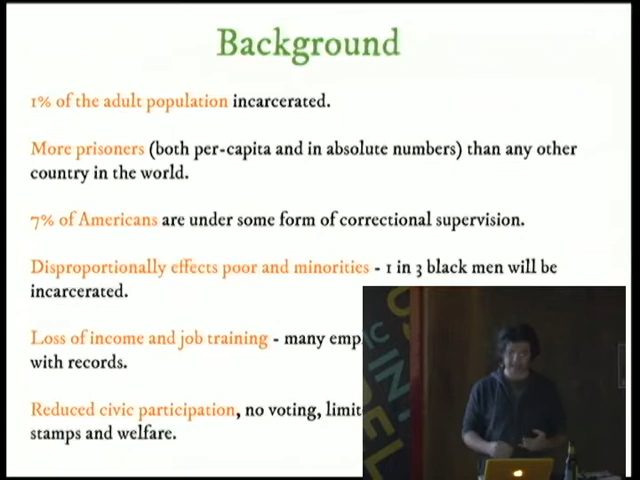 Background
1% of the adult population incarcerated.
More prisoners (both per-capita and in absolute numbers) than any other
country in the world.
7% of Americans are under some form of correctional supervision.
Disproportionally effects poor and minorities - 1 in 3 black men will be
incarcerated.
Loss of income and job training - many
with records.
Reduced civic participation, no voting,
stamps and welfare.